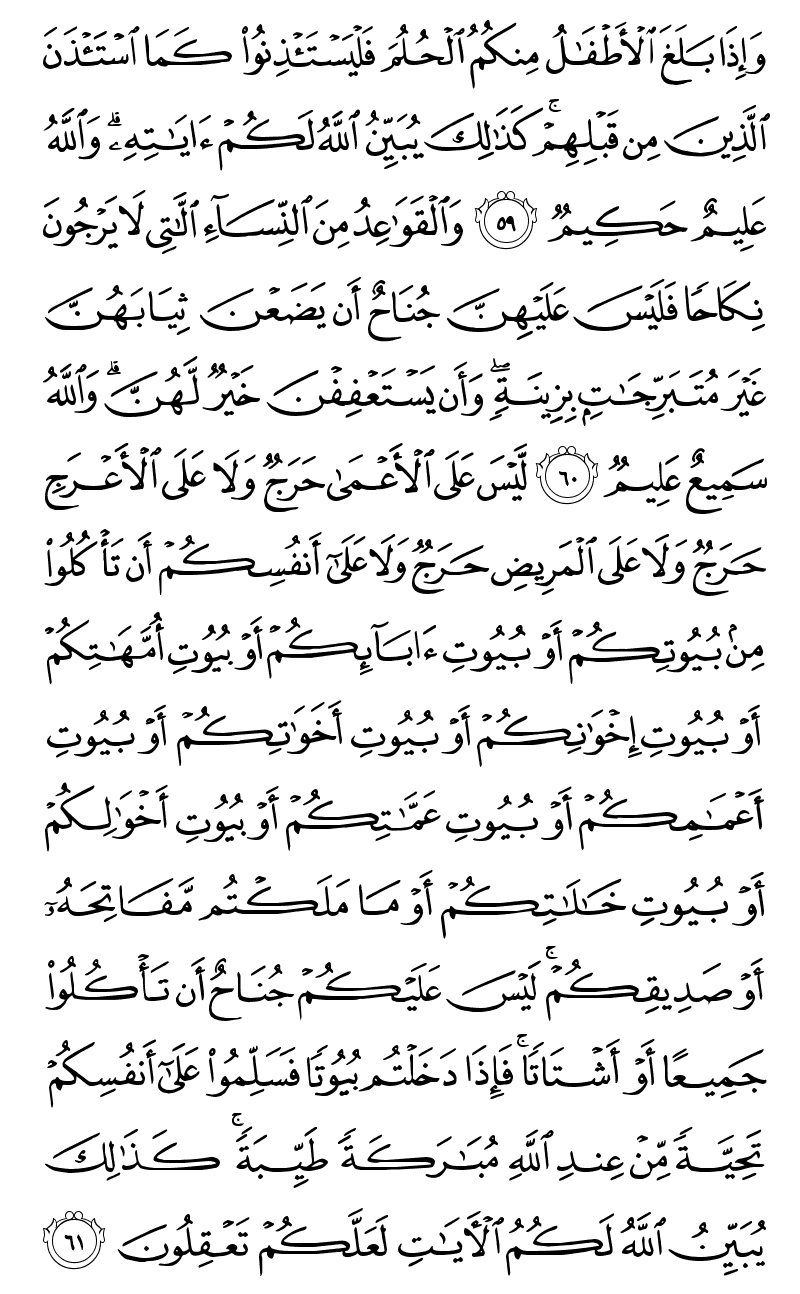 وَإِذَا بَلَغَ ٱلۡأَطۡفَٰلُ مِنكُمُ ٱلۡحُلُمَ فَلۡيَسۡتَـٔۡذِنُواْ كَمَا ٱسۡتَـٔۡذَنَ
ٱلَّذِينَ مِن قَبۡلِهِمۡۚ كَذَٰلِكَ يُبَيِّنُ ٱللَّهُ لَكُمۡ ءَايَٰتِهِۦۗ وَٱللَّهُ
عَلِيمٌ حَكِيمٞ ٥٩ وَٱلۡقَوَٰعِدُ مِنَ ٱلنِّسَآءِ ٱلَّٰتِي لَا يَرۡجُونَ
نِكَاحٗا فَلَيۡسَ عَلَيۡهِنَّ جُنَاحٌ أَن يَضَعۡنَ ثِيَابَهُنَّ
غَيۡرَ مُتَبَرِّجَٰتِۭ بِزِينَةٖۖ وَأَن يَسۡتَعۡفِفۡنَ خَيۡرٞ لَّهُنَّۗ وَٱللَّهُ
سَمِيعٌ عَلِيمٞ ٦٠ لَّيۡسَ عَلَى ٱلۡأَعۡمَىٰ حَرَجٞ وَلَا عَلَى ٱلۡأَعۡرَجِ
حَرَجٞ وَلَا عَلَى ٱلۡمَرِيضِ حَرَجٞ وَلَا عَلَىٰٓ أَنفُسِكُمۡ أَن تَأۡكُلُواْ
مِنۢ بُيُوتِكُمۡ أَوۡ بُيُوتِ ءَابَآئِكُمۡ أَوۡ بُيُوتِ أُمَّهَٰتِكُمۡ
أَوۡ بُيُوتِ إِخۡوَٰنِكُمۡ أَوۡ بُيُوتِ أَخَوَٰتِكُمۡ أَوۡ بُيُوتِ
أَعۡمَٰمِكُمۡ أَوۡ بُيُوتِ عَمَّٰتِكُمۡ أَوۡ بُيُوتِ أَخۡوَٰلِكُمۡ
أَوۡ بُيُوتِ خَٰلَٰتِكُمۡ أَوۡ مَا مَلَكۡتُم مَّفَاتِحَهُۥٓ
أَوۡ صَدِيقِكُمۡۚ لَيۡسَ عَلَيۡكُمۡ جُنَاحٌ أَن تَأۡكُلُواْ
جَمِيعًا أَوۡ أَشۡتَاتٗاۚ فَإِذَا دَخَلۡتُم بُيُوتٗا فَسَلِّمُواْ عَلَىٰٓ أَنفُسِكُمۡ
تَحِيَّةٗ مِّنۡ عِندِ ٱللَّهِ مُبَٰرَكَةٗ طَيِّبَةٗۚ كَذَٰلِكَ
يُبَيِّنُ ٱللَّهُ لَكُمُ ٱلۡأٓيَٰتِ لَعَلَّكُمۡ تَعۡقِلُونَ ٦١